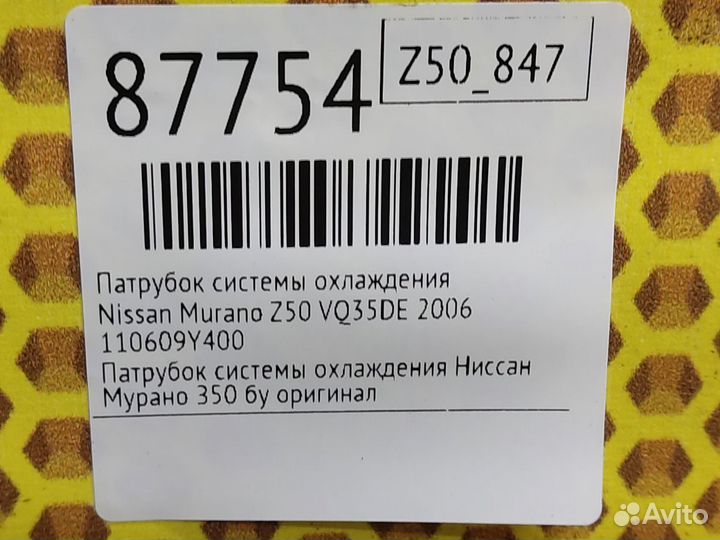 87754
Z50_847
Патрубок системы охлаждения
Nissan Murano Z50 VQ35DE 2006
110609Y400
Патрубок системы охлаждения Ниссан
Мурано 350 бу оригинал
Avito